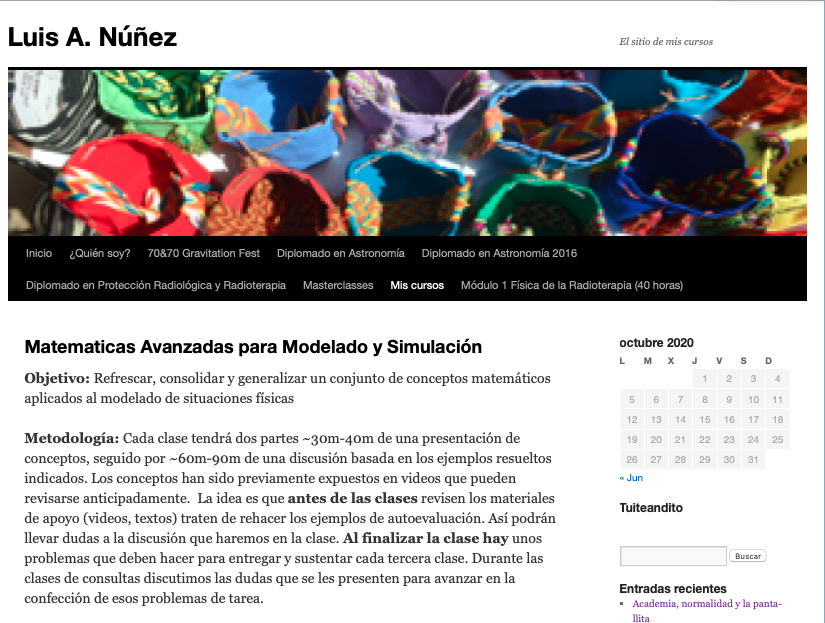 Luis A. Núñez
El sitio de mis cursos
Inicio ¿Quién soy? 70&70 Gravitation Fest Diplomado en Astronomía Diplomado en Astronomía 2016
Diplomado en Protección Radiológica y Radioterapia Masterclasses Mis cursos Módulo 1 Física de la Radioterapia (40 horas)
Matematicas Avanzadas para Modelado y Simulación
Objetivo: Refrescar, consolidar y generalizar un conjunto de conceptos matemáticos
aplicados al modelado de situaciones físicas
Metodología: Cada clase tendrá dos partes ~30m-40m de una presentación de
conceptos, seguido por ~60m-90m de una discusión basada en los ejemplos resueltos
indicados. Los conceptos han sido previamente expuestos en videos que pueden
revisarse anticipadamente. La idea es que antes de las clases revisen los materiales
de apoyo (videos, textos) traten de rehacer los ejemplos de autoevaluación. Así podrán
llevar dudas a la discusión que haremos en la clase. Al finalizar la clase hay unos
problemas que deben hacer para entregar y sustentar cada tercera clase. Durante las
clases de consultas discutimos las dudas que se les presenten para avanzar en la
confección de esos problemas de tarea.
octubre 2020
L M X J V S D
1 2 3 4
5 6 7 8 9 10 11
12 13 14 15 16 17 18
19 20 21 22 23 24 25
26 27 28 29 30 31
« Jun
Tuiteandito
Buscar
Entradas recientes
Academia, normalidad y la panta-
llita